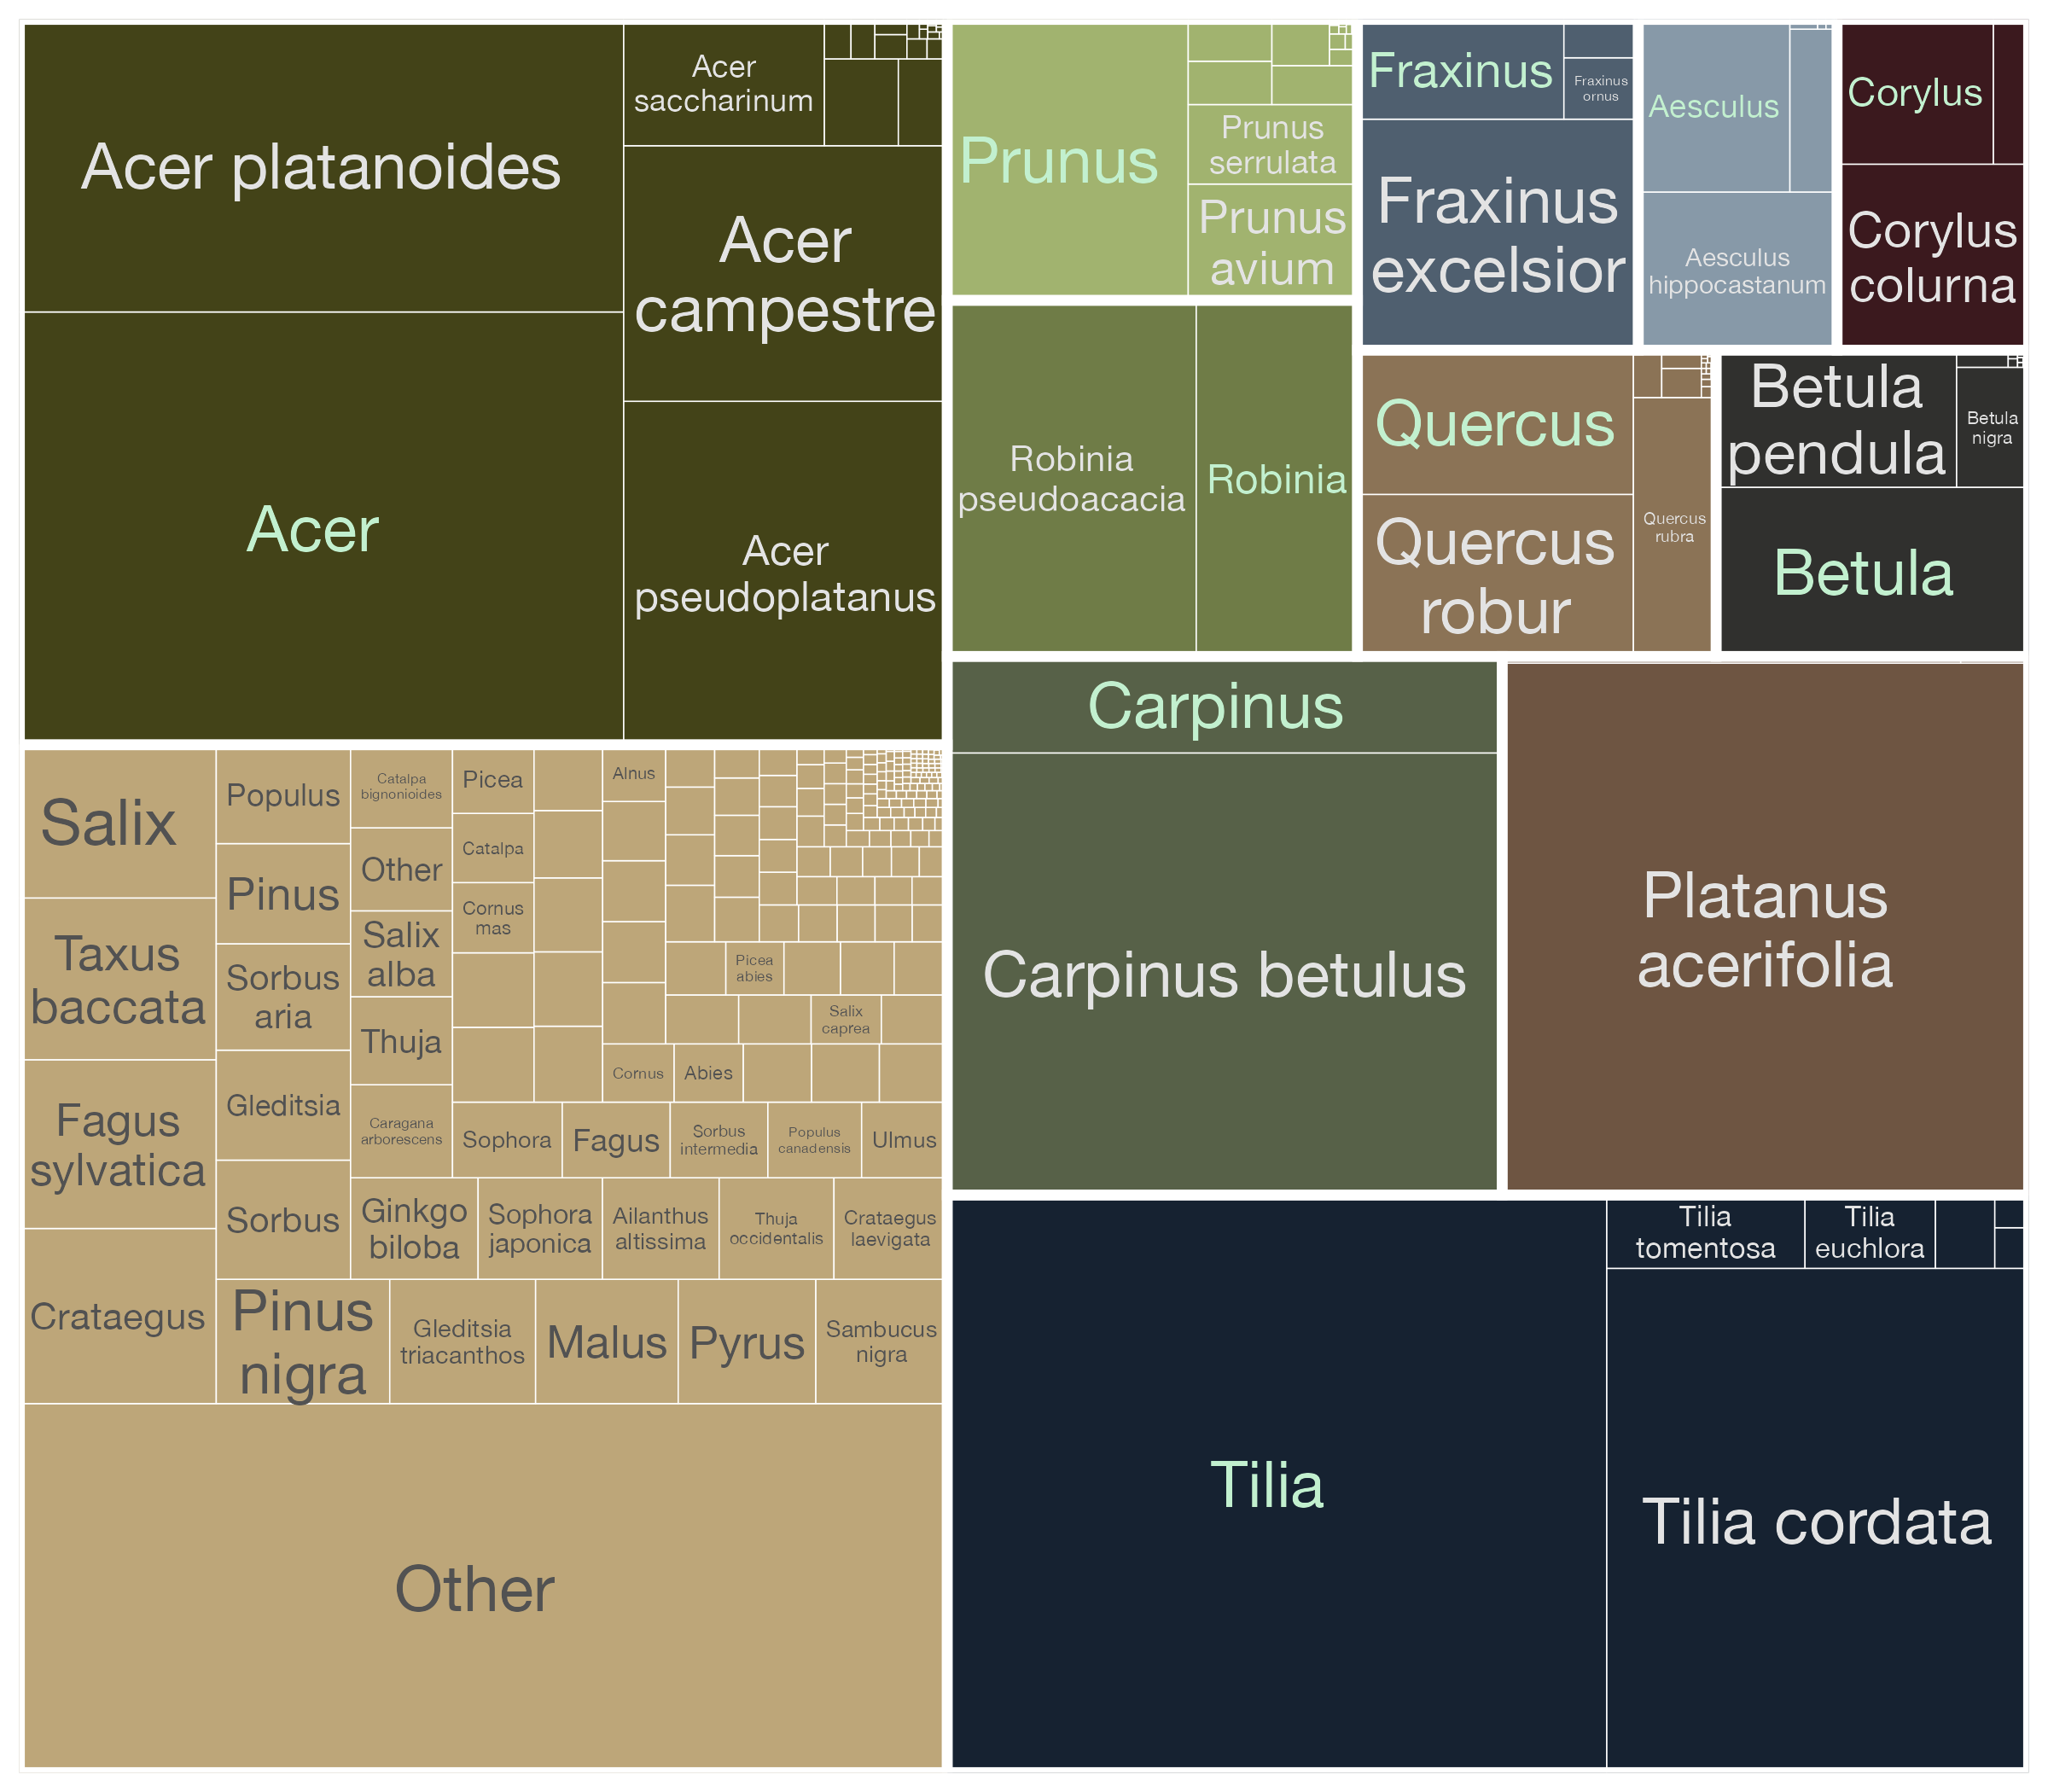 Acer platanoides
Acer
Acer
saccharinum
Acer
campestre
Acer
pseudoplatanus
Prunus
Prunus
serrulata
Prunus
avium
Robinia
pseudoacacia
Robinia
Fraxinus
Fraxinus
ornus
Fraxinus
excelsior
Aesculus
Aesculus
hippocastanum
Corylus
Corylus
colurna
Quercus
Quercus
robur
Quercus
rubra
Betula
pendula
Betula
nigra
Betula
Carpinus
Carpinus betulus
Platanus
acerifolia
Salix
Taxus
baccata
Fagus
sylvatica
Crataegus
Populus
Pinus
Sorbus
aria
Gleditsia
Sorbus
Catalpa
bignonioides
Other
Salix
alba
Thuja
Caragana
arborescens
Picea
Catalpa
Cornus
mas
Alnus
Picea
abies
Salix
caprea
Cornus
Abies
Sophora
Fagus
Sorbus
intermedia
Populus
canadensis
Ulmus
Ginkgo
biloba
Sophora
japonica
Ailanthus
altissima
Thuja
occidentalis
Crataegus
laevigata
Pinus
nigra
Gleditsia
triacanthos
Malus
Pyrus
Sambucus
nigra
Other
Tilia
Tilia
tomentosa
Tilia
euchlora
Tilia cordata